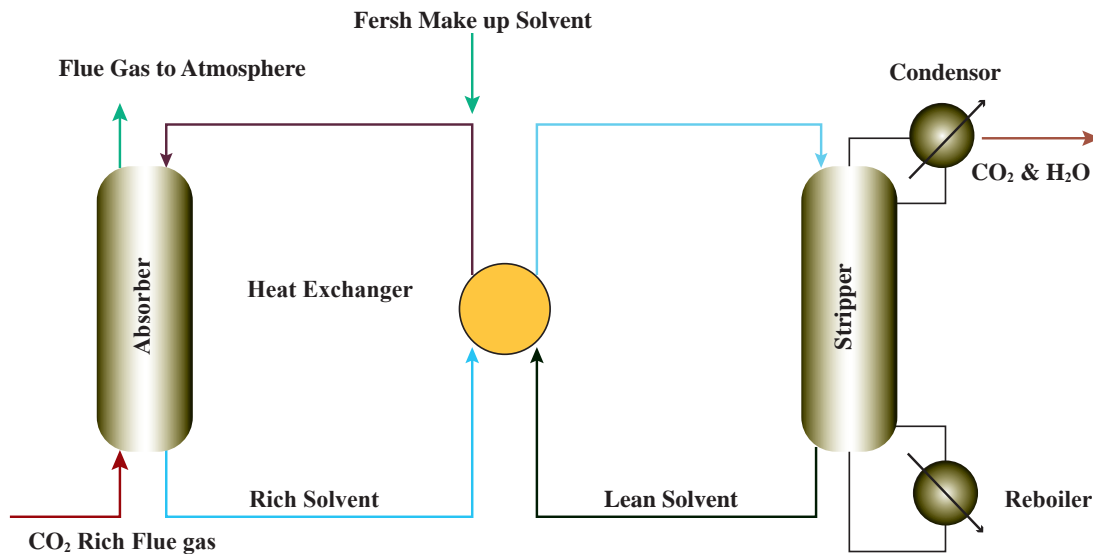 Fersh Make up Solvent
Flue Gas to Atmosphere
Condensor
CO₂ & H₂O
Absorber
Heat Exchanger
Stripper
Rich Solvent
Lean Solvent
Reboiler
CO₂ Rich Flue gas